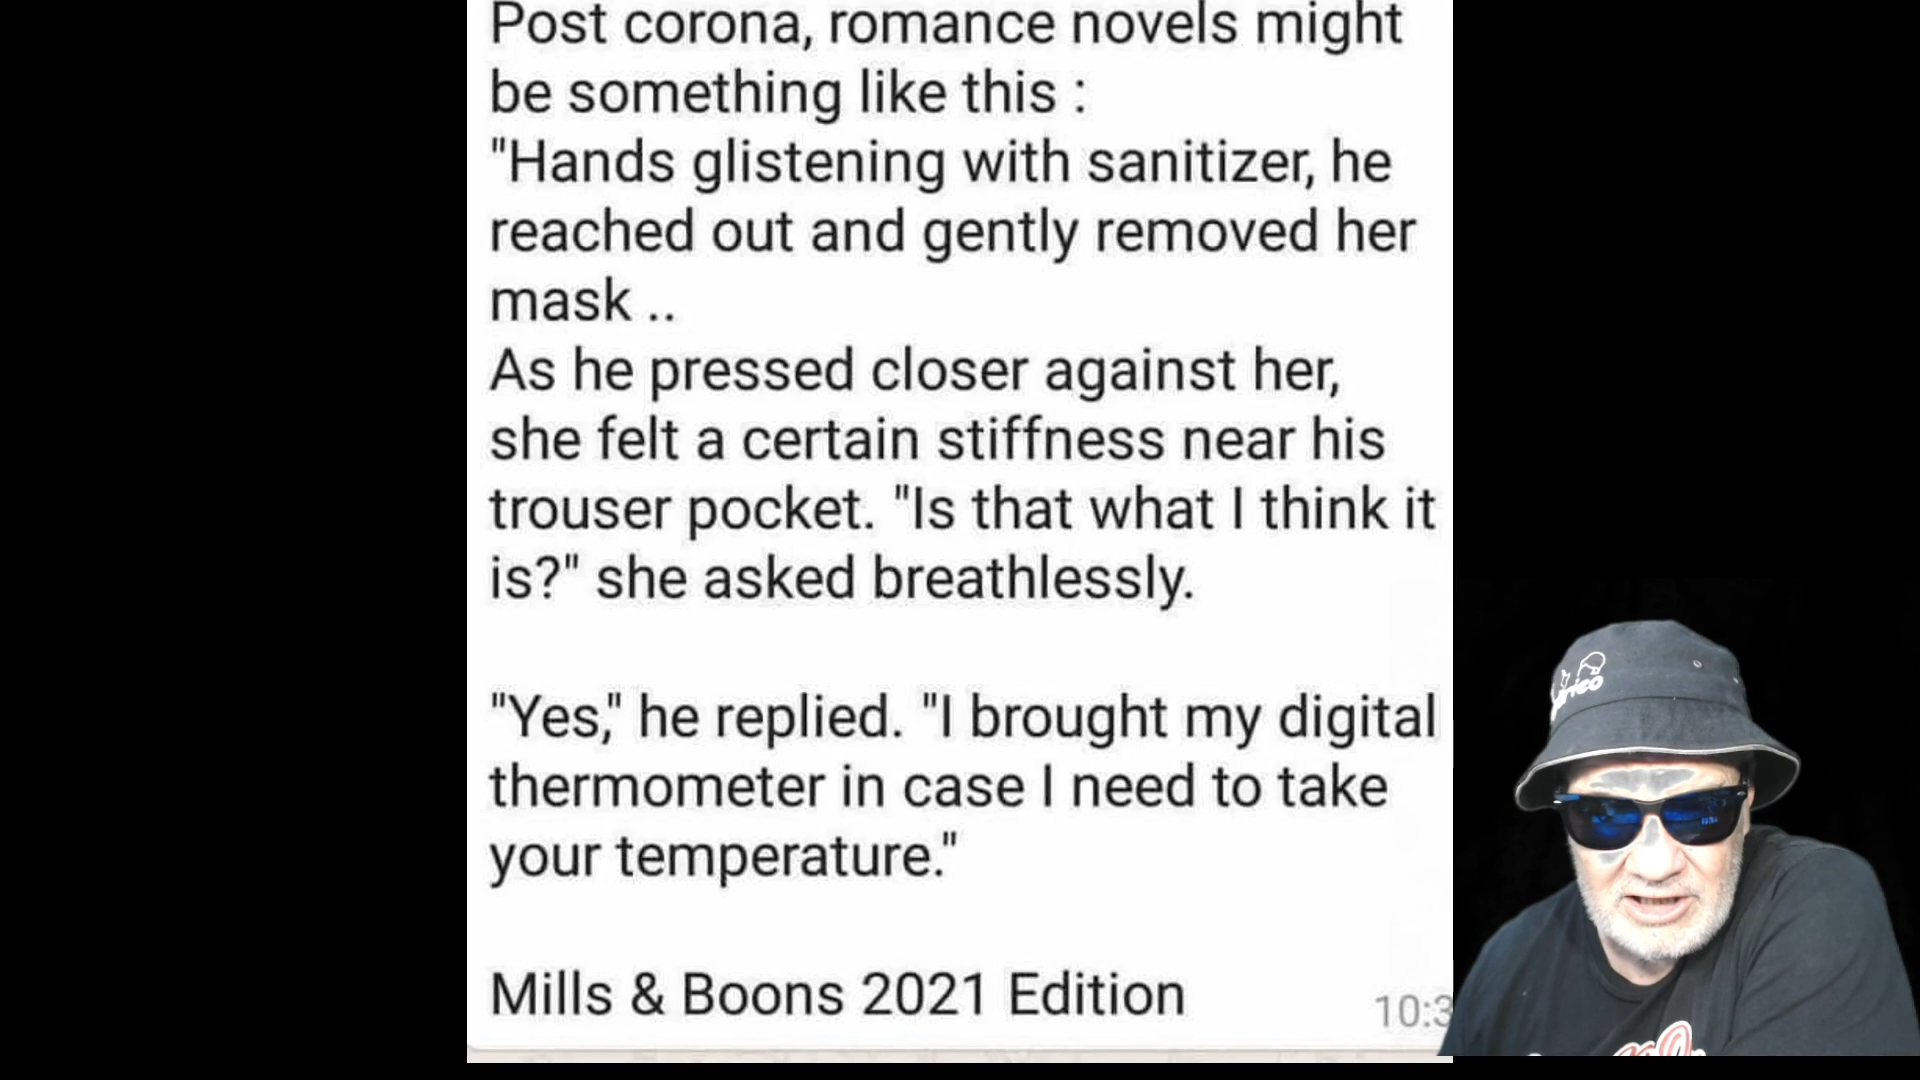 Post corona, romance novels might
be something like this :
"Hands glistening with sanitizer, he
reached out and gently removed her
mask ..
As he pressed closer against her,
she felt a certain stiffness near his
trouser pocket. "Is that what I think it
is?" she asked breathlessly.
"Yes," he replied. "I brought my digital
thermometer in case I need to take
your temperature."
Mills & Boons 2021 Edition
10:3